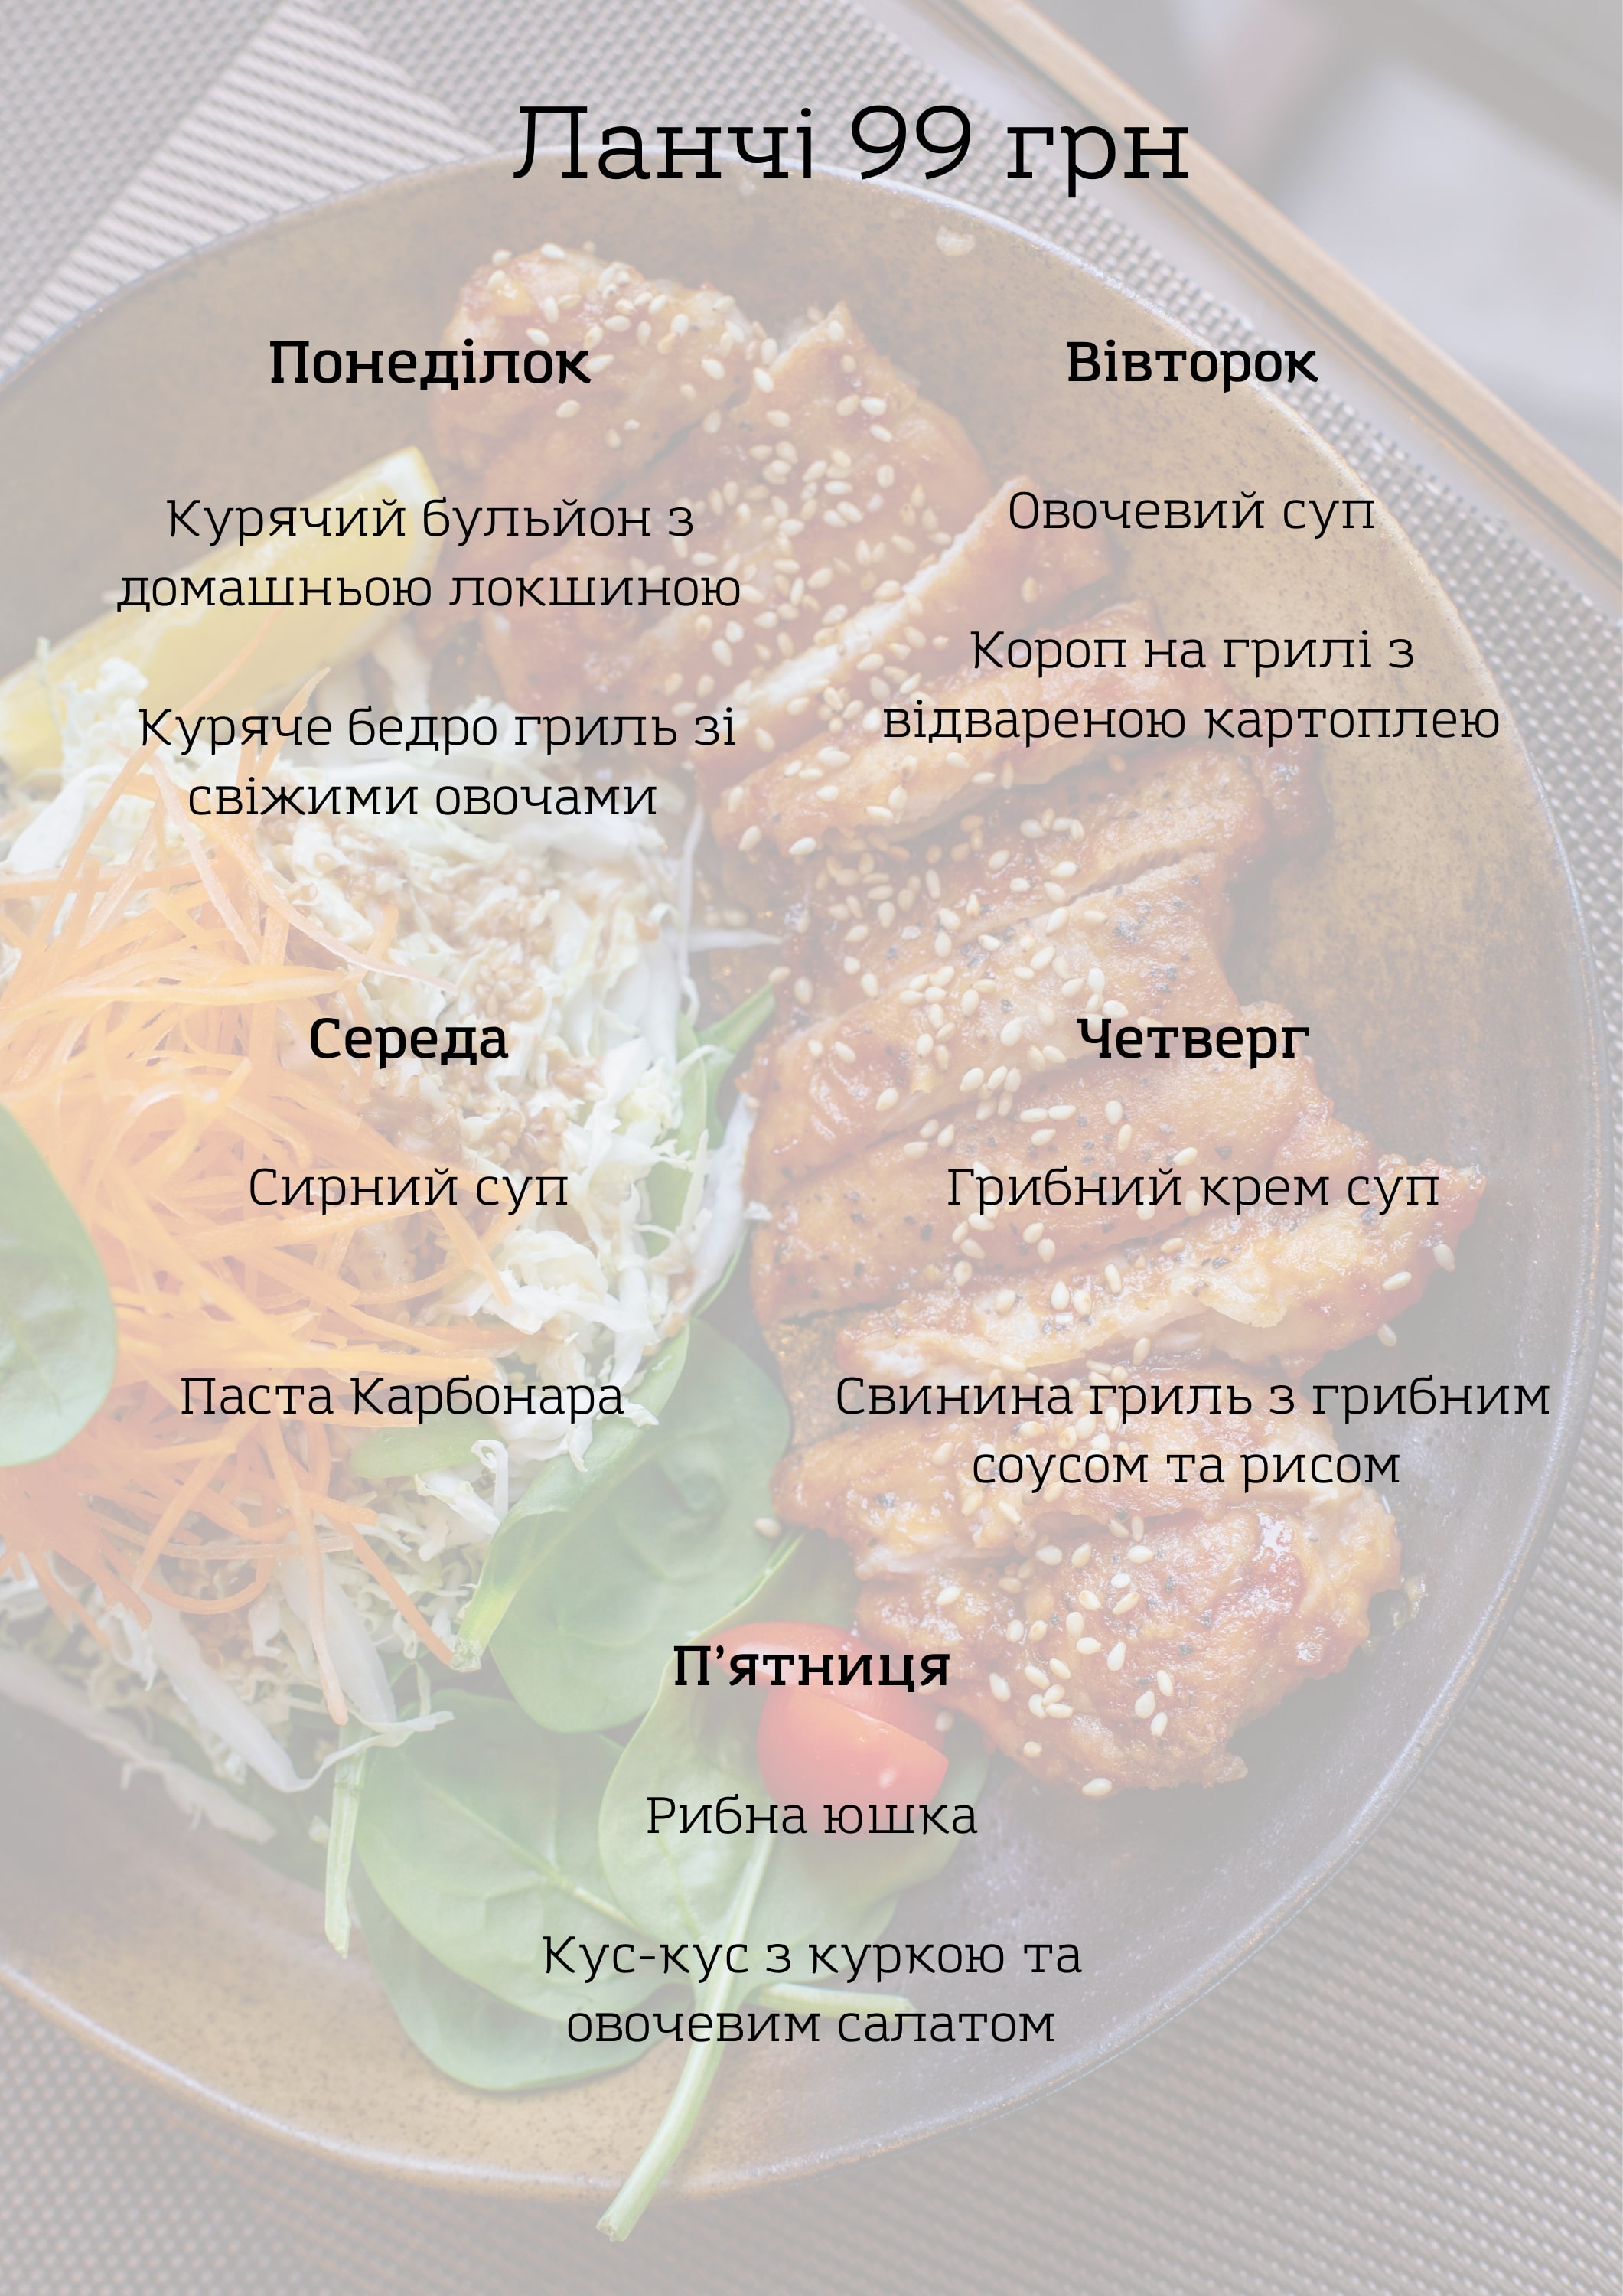 Ланчі 99 грн
Понеділок
Курячий бульйон з
домашньою локшиною
Куряче бедро гриль зі
свіжими овочами
Вівторок
Овочевий суп
Короп на грилі з
відвареною картоплею
Середа
Сирний суп
Паста Карбонара
Четверг
Грибний крем суп
Свинина гриль з грибним
соусом та рисом
П’ятниця
Рибна юшка
Кус-кус з куркою та
овочевим салатом